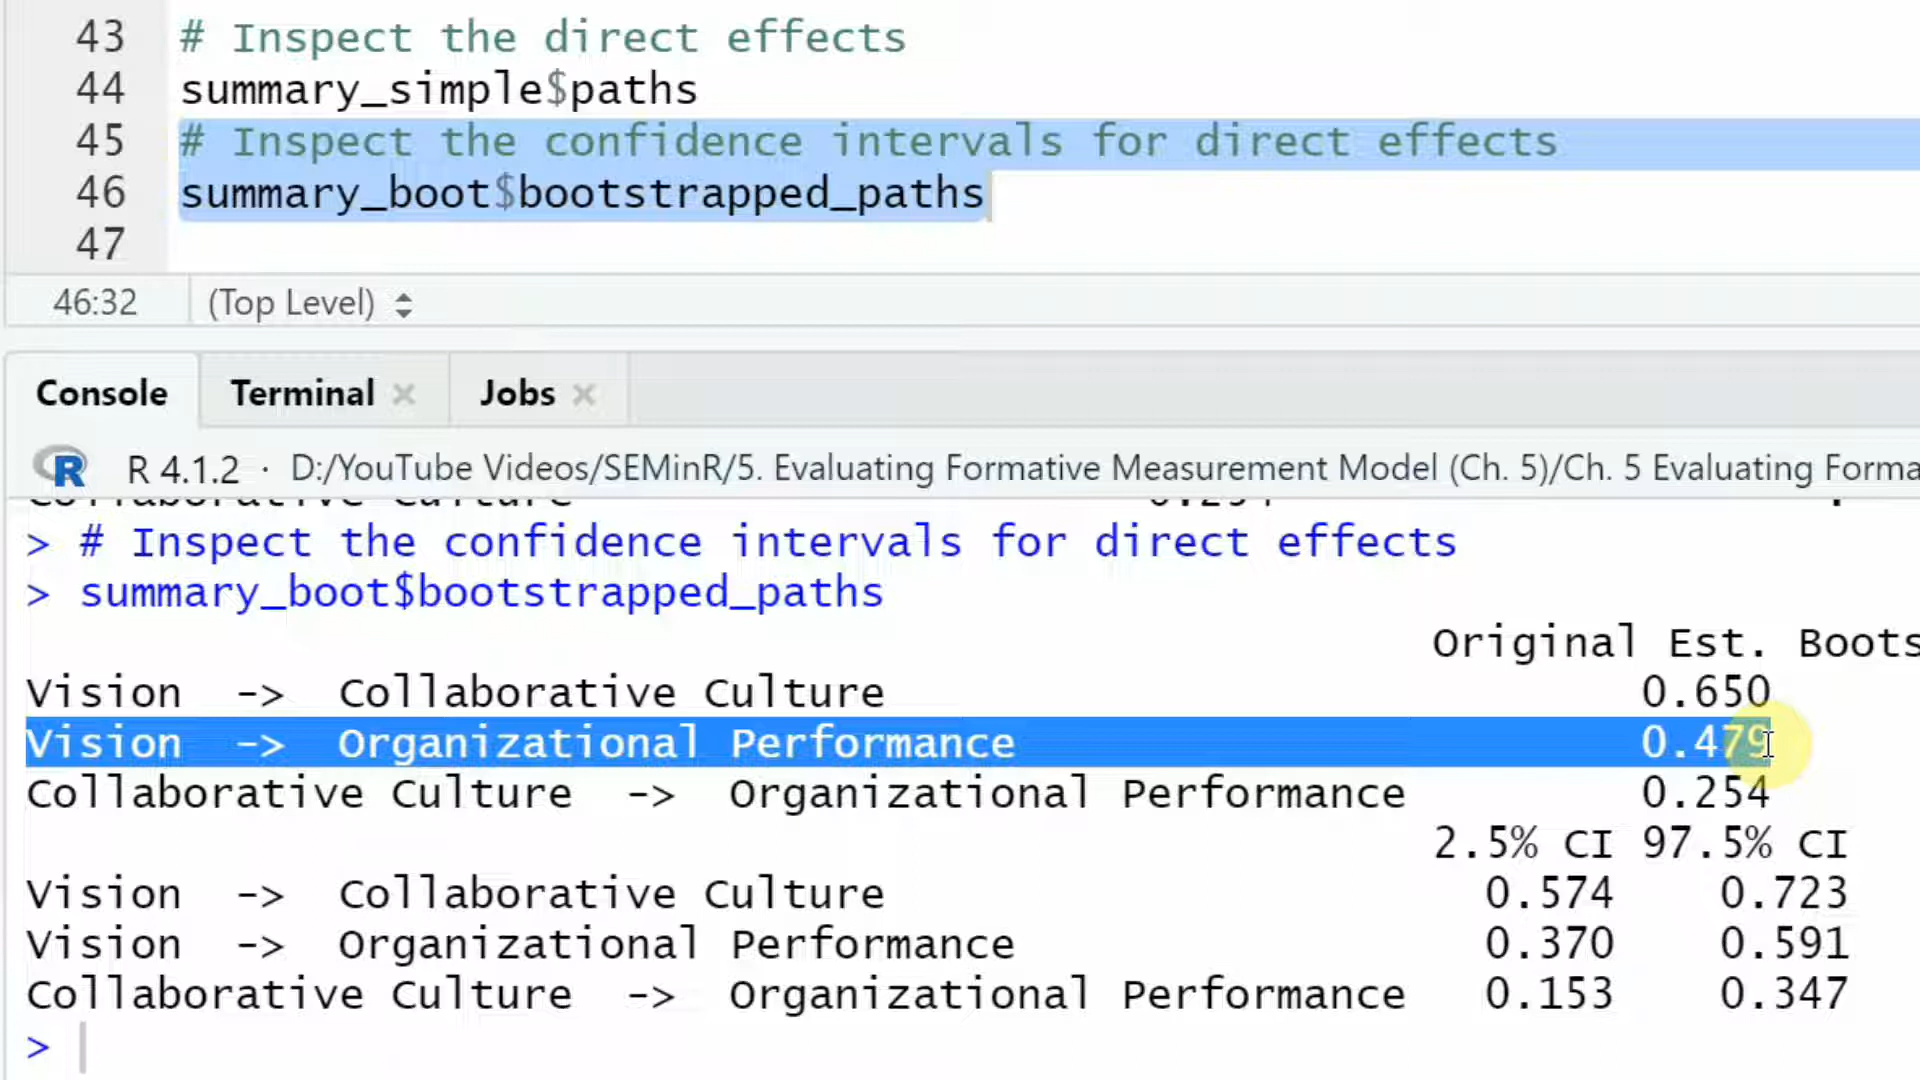 43 # Inspect the direct effects
44 summary_simple$paths
45 # Inspect the confidence intervals for direct effects
46 summary_boot$bootstrapped_paths
47
46:32 (Top Level)
Console Terminal Jobs
R R 4.1.2 · D:/YouTube Videos/SEMinR/5. Evaluating Formative Measurement Model (Ch. 5)/Ch. 5 Evaluating Forma
> # Inspect the confidence intervals for direct effects
> summary_boot$bootstrapped_paths
Original Est. Boots
Vision -> Collaborative Culture 0.650
Vision -> Organizational Performance 0.479
Collaborative Culture -> Organizational Performance 0.254
2.5% CI 97.5% CI
Vision -> Collaborative Culture 0.574 0.723
Vision -> Organizational Performance 0.370 0.591
Collaborative Culture -> Organizational Performance 0.153 0.347
>